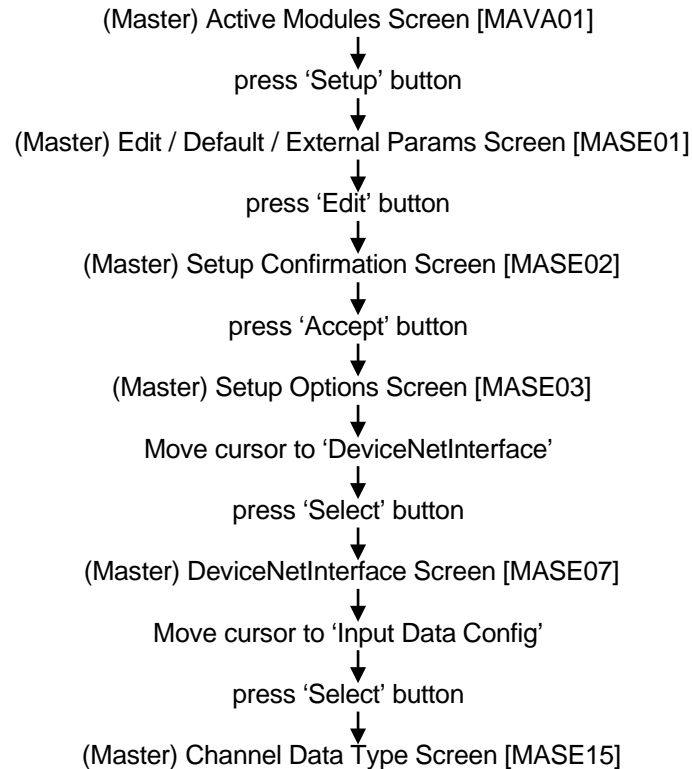 (Master) Active Modules Screen [MAVA01]
press ‘Setup’ button
(Master) Edit / Default / External Params Screen [MASE01]
press ‘Edit’ button
(Master) Setup Confirmation Screen [MASE02]
press ‘Accept’ button
(Master) Setup Options Screen [MASE03]
Move cursor to ‘DeviceNetInterface’
press ‘Select’ button
(Master) DeviceNetInterface Screen [MASE07]
Move cursor to ‘Input Data Config’
press ‘Select’ button
(Master) Channel Data Type Screen [MASE15]